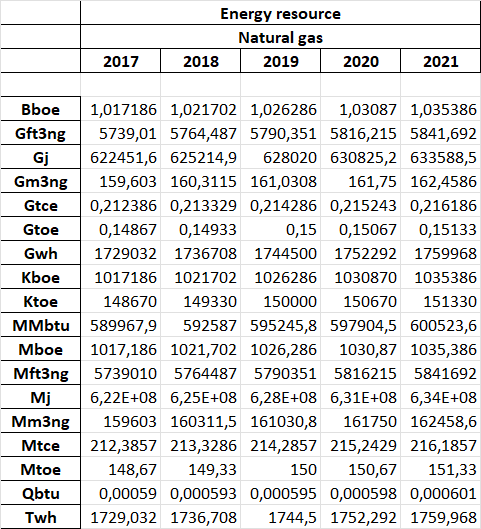 Energy resource
Natural gas
2017 2018 2019 2020 2021
Bboe 1,017186 1,021702 1,026286 1,03087 1,035386
Gft3ng 5739,01 5764,487 5790,351 5816,215 5841,692
Gj 622451,6 625214,9 628020 630825,2 633588,5
Gm3ng 159,603 160,3115 161,0308 161,75 162,4586
Gtce 0,212386 0,213329 0,214286 0,215243 0,216186
Gtoe 0,14867 0,14933 0,15 0,15067 0,15133
Gwh 1729032 1736708 1744500 1752292 1759968
Kboe 1017186 1021702 1026286 1030870 1035386
Ktoe 148670 149330 150000 150670 151330
MMbtu 589967,9 592587 595245,8 597904,5 600523,6
Mboe 1017,186 1021,702 1026,286 1030,87 1035,386
Mft3ng 5739010 5764487 5790351 5816215 5841692
Mj 6,22E+08 6,25E+08 6,28E+08 6,31E+08 6,34E+08
Mm3ng 159603 160311,5 161030,8 161750 162458,6
Mtce 212,3857 213,3286 214,2857 215,2429 216,1857
Mtoe 148,67 149,33 150 150,67 151,33
Qbtu 0,00059 0,000593 0,000595 0,000598 0,000601
Twh 1729,032 1736,708 1744,5 1752,292 1759,968